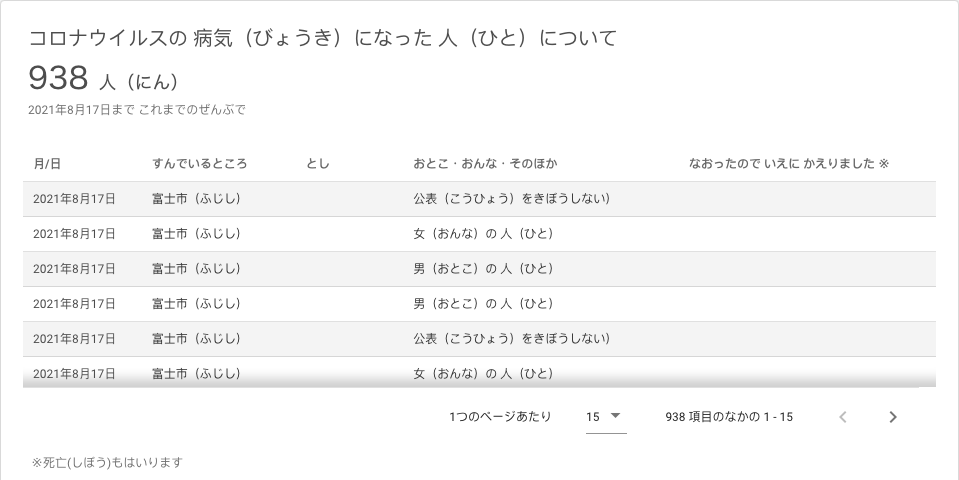 コロナウイルスの 病気（びょうき）になった 人（ひと）について
938 人（にん）
2021年8月17日まで これまでのぜんぶで
月/日 すんでいるところ とし おとこ・おんな・そのほか なおったので いえに かえりました ※
2021年8月17日 富士市（ふじし） 公表（こうひょう）をきぼうしない）
2021年8月17日 富士市（ふじし） 女（おんな）の 人（ひと）
2021年8月17日 富士市（ふじし） 男（おとこ）の 人（ひと）
2021年8月17日 富士市（ふじし） 男（おとこ）の 人（ひと）
2021年8月17日 富士市（ふじし） 公表（こうひょう）をきぼうしない）
2021年8月17日 富士市（ふじし） 女（おんな）の 人（ひと）
1つのページあたり 15 938 項目のなかの 1 - 15
※死亡(しぼう)もはいります